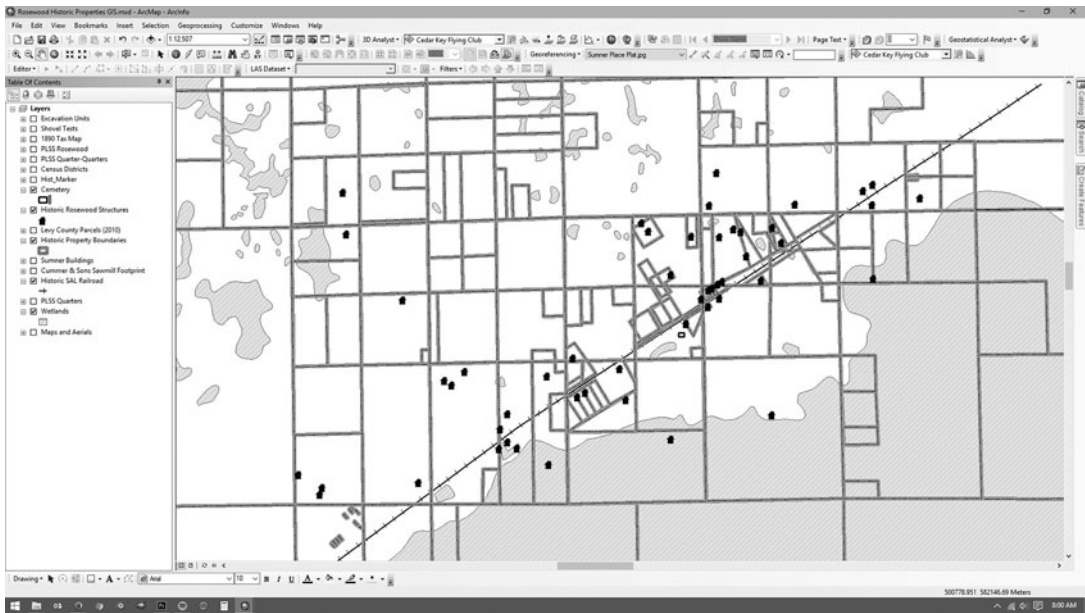 Rosewood Historic Properties GIS.mxd - ArcMap - ArcInfo
File Edit View Bookmarks Insert Selection Geoprocessing Customize Windows Help
1:12,507 3D Analyst Cedar Key Flying Club Page Text Geostatistical Analyst
Georeferencing Sumner Place Plat.jpg Cedar Key Flying Club
Editor LAS Dataset Filters
Table Of Contents
Layers
Excavation Units
Shovel Tests
1890 Tax Map
PLSS Rosewood
PLSS Quarter-Quarters
Census Districts
Hist_Marker
Cemetery
Historic Rosewood Structures
Levy County Parcels (2010)
Historic Property Boundaries
Sumner Buildings
Cummer & Sons Sawmill Footprint
Historic SAL Railroad
PLSS Quarters
Wetlands
Maps and Aerials
Catalog
Search
Create Features
Drawing A Arial 10 B I U A
500778.951 582146.69 Meters
8:00 AM